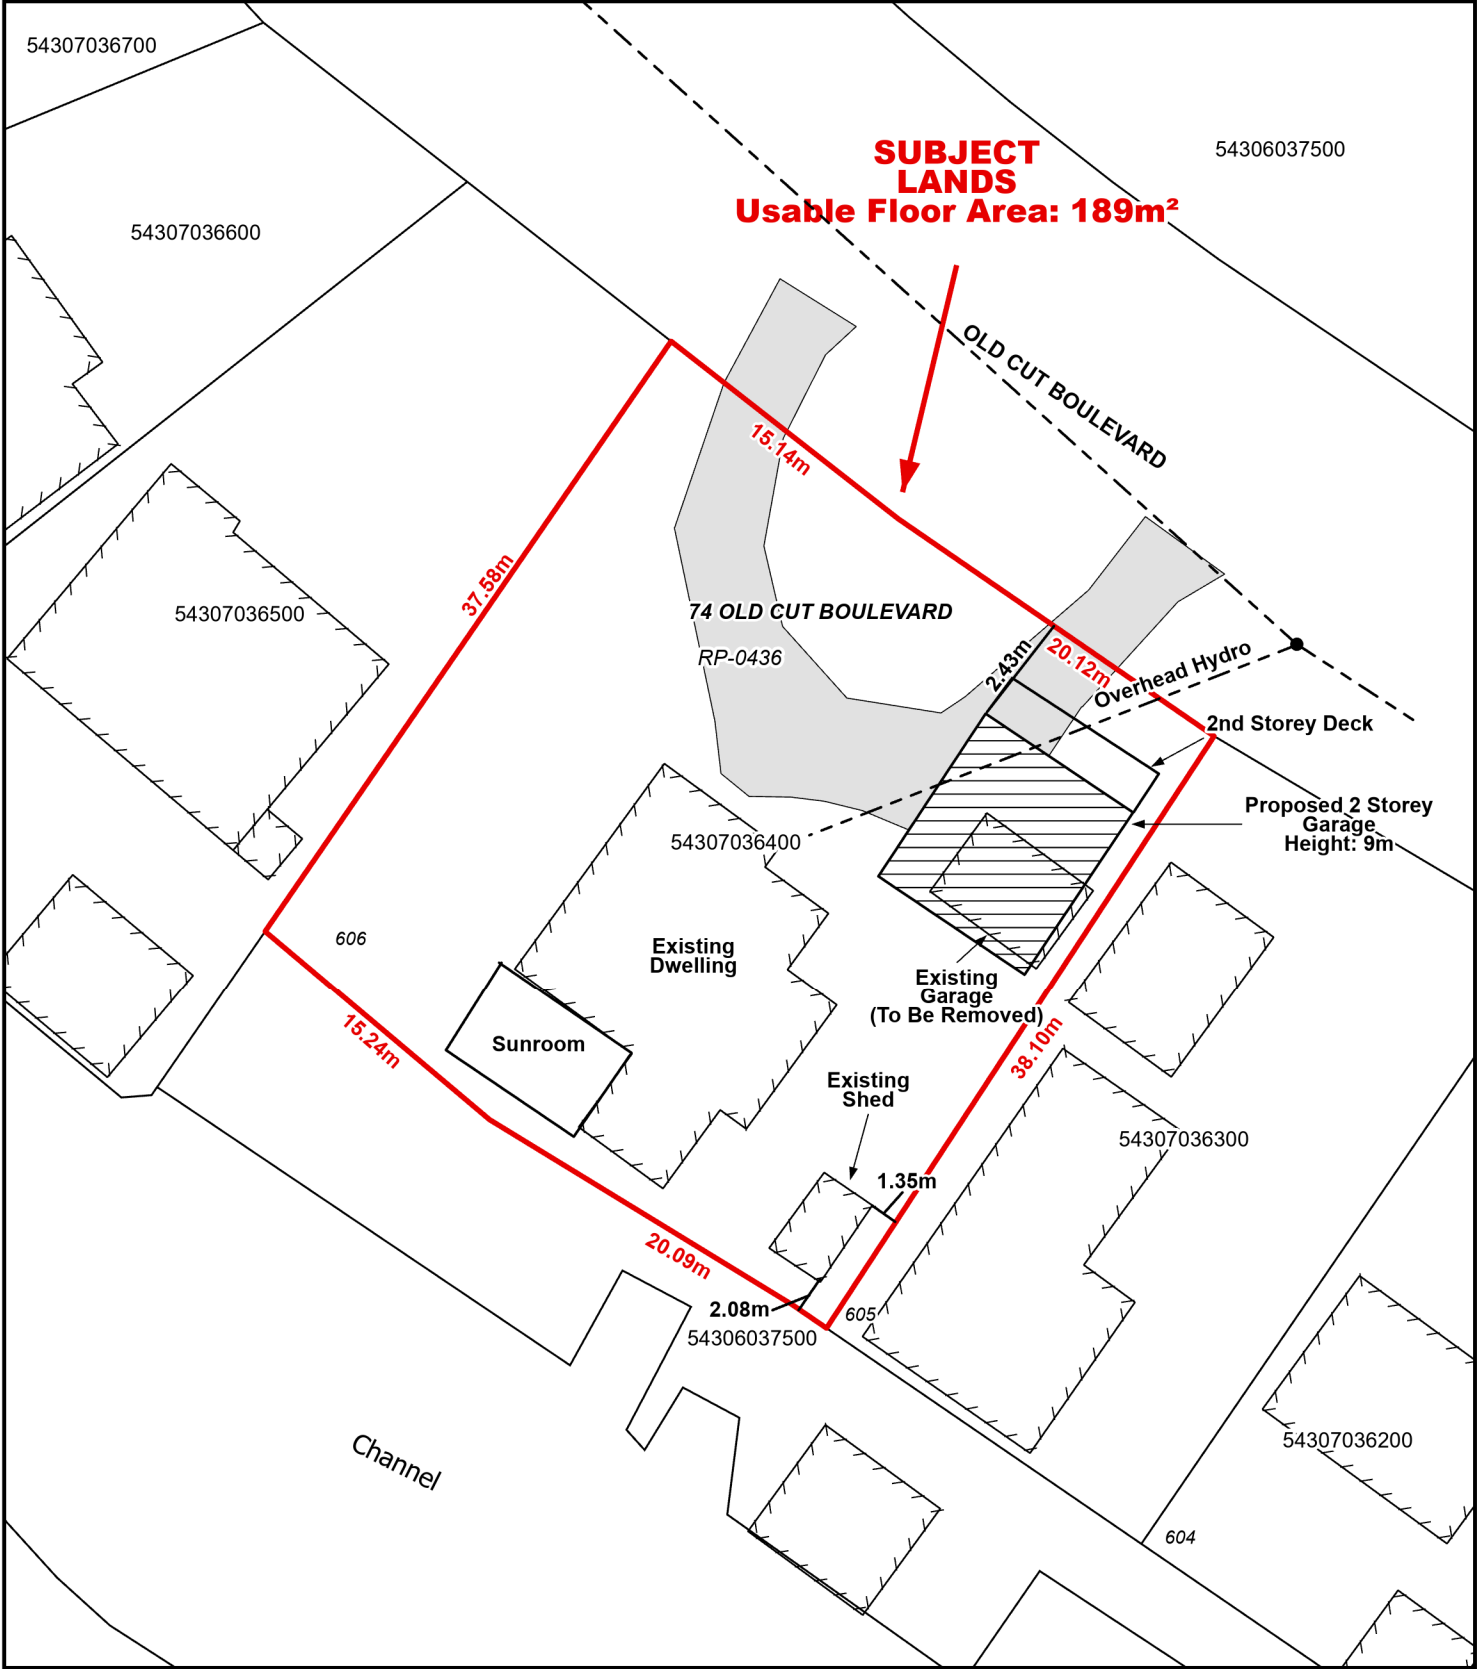 54307036700
54306037500
SUBJECT
LANDS
Usable Floor Area: 189m²
54307036600
OLD CUT BOULEVARD
15.14m
37.58m
54307036500
74 OLD CUT BOULEVARD
RP-0436
2.43m
20.12m
Overhead Hydro
2nd Storey Deck
Proposed 2 Storey
Garage
Height: 9m
54307036400
606
Existing
Dwelling
Existing
Garage
(To Be Removed)
15.24m
Sunroom
38.10m
Existing
Shed
54307036300
1.35m
20.09m
2.08m
605
54306037500
Channel
54307036200
604